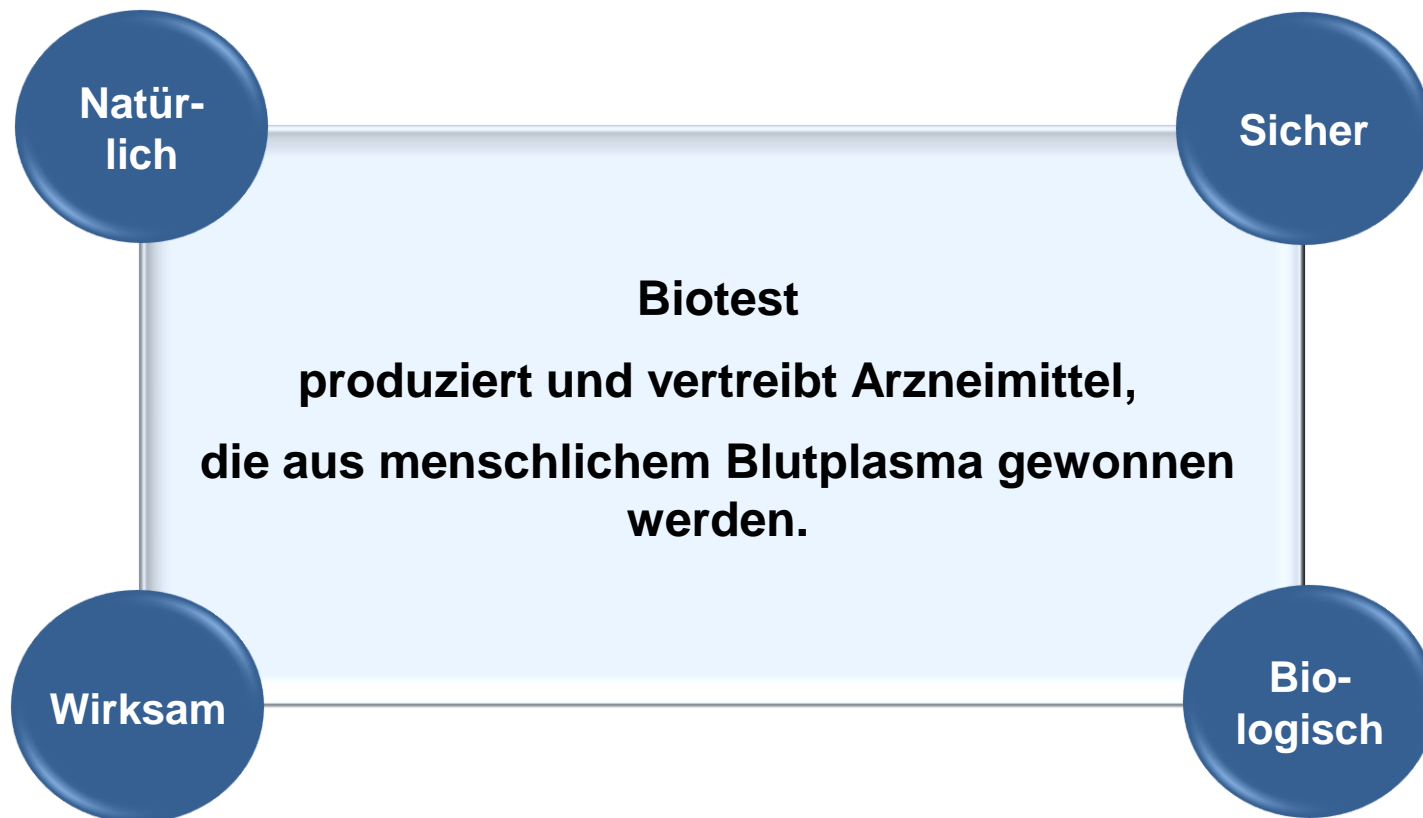 Natür-
lich
Sicher
Biotest
produziert und vertreibt Arzneimittel,
die aus menschlichem Blutplasma gewonnen
werden.
Wirksam
Bio-
logisch